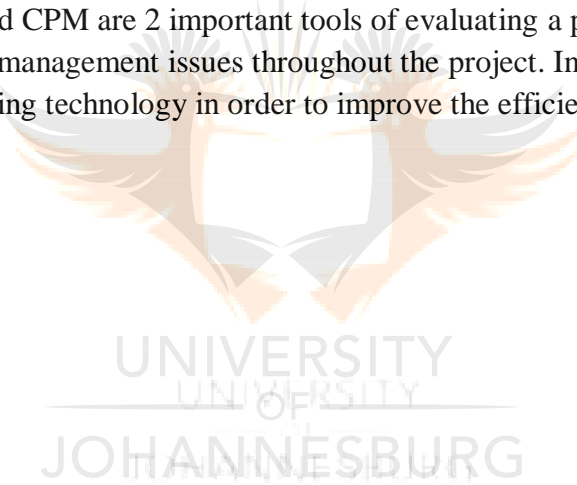 d CPM are 2 important tools of evaluating a p
management issues throughout the project. In
ing technology in order to improve the efficie
UNIVERSITY
OF
JOHANNESBURG